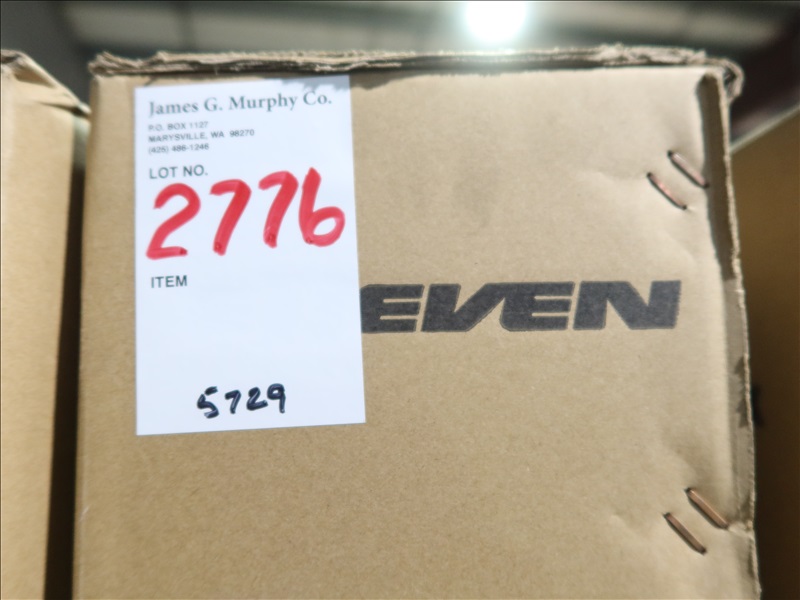 James G. Murphy Co.
P.O. BOX 1127
MARYSVILLE, WA 98270
(425) 486-1246
LOT NO.
2776
ITEM
EVEN
5729